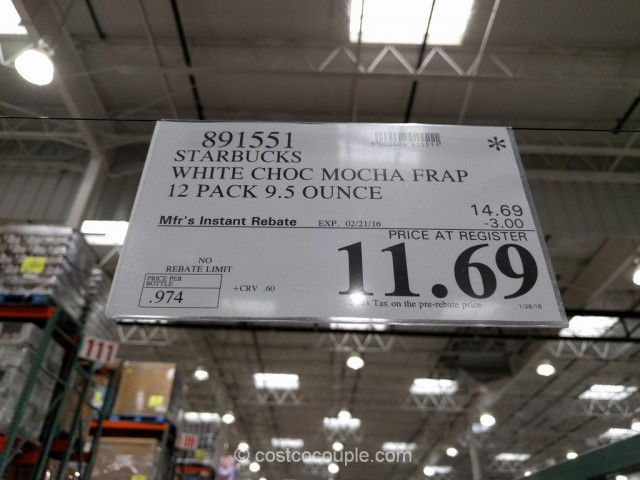 891551
*
STARBUCKS
WHITE CHOC MOCHA FRAP
12 PACK 9.5 OUNCE
14.69
Mfr's Instant Rebate EXP. 02/21/16 -3.00
PRICE AT REGISTER
11.69
NO
REBATE LIMIT
PRICE PER
BOTTLE
.974
+CRV .60
Tax on the pre-rebate price
1/28/16
111
© costcocouple.com